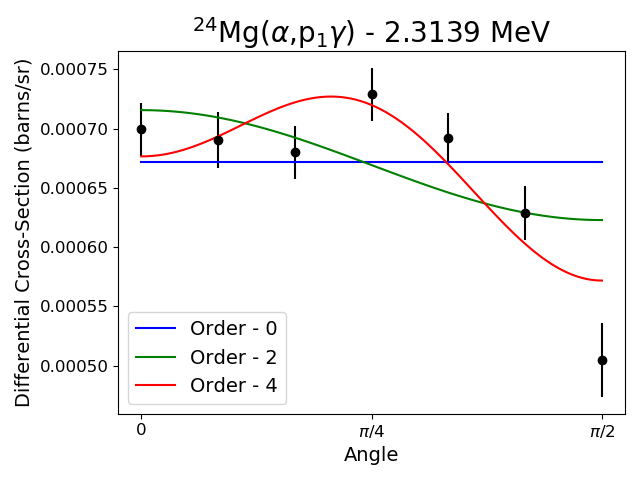 ²⁴Mg(α,p₁γ) - 2.3139 MeV
Differential Cross-Section (barns/sr)
0.00075
0.00070
0.00065
0.00060
0.00055
0.00050
Order - 0
Order - 2
Order - 4
0
π/4
π/2
Angle